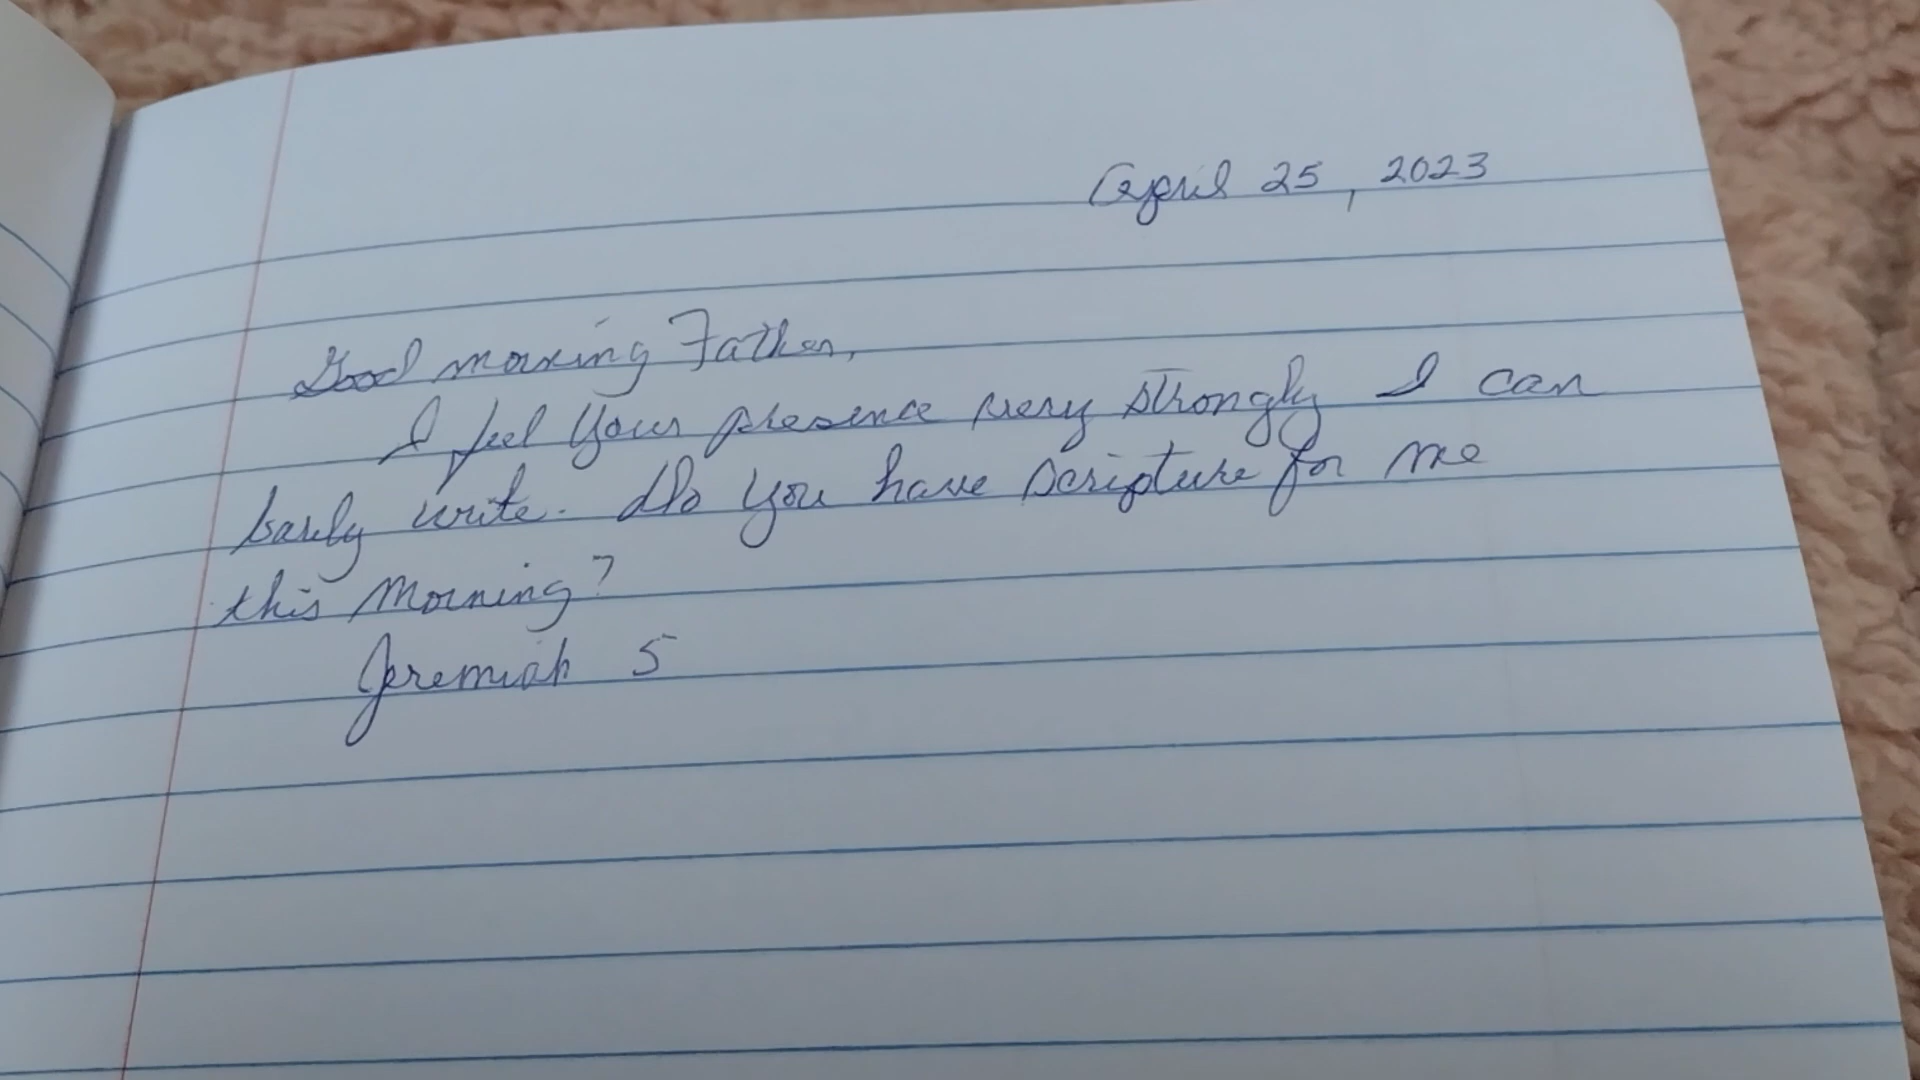 April 25, 2023
Good morning Father,
I feel Your presence very strongly I can
barely write. Do You have scripture for me
this morning?
Jeremiah 5